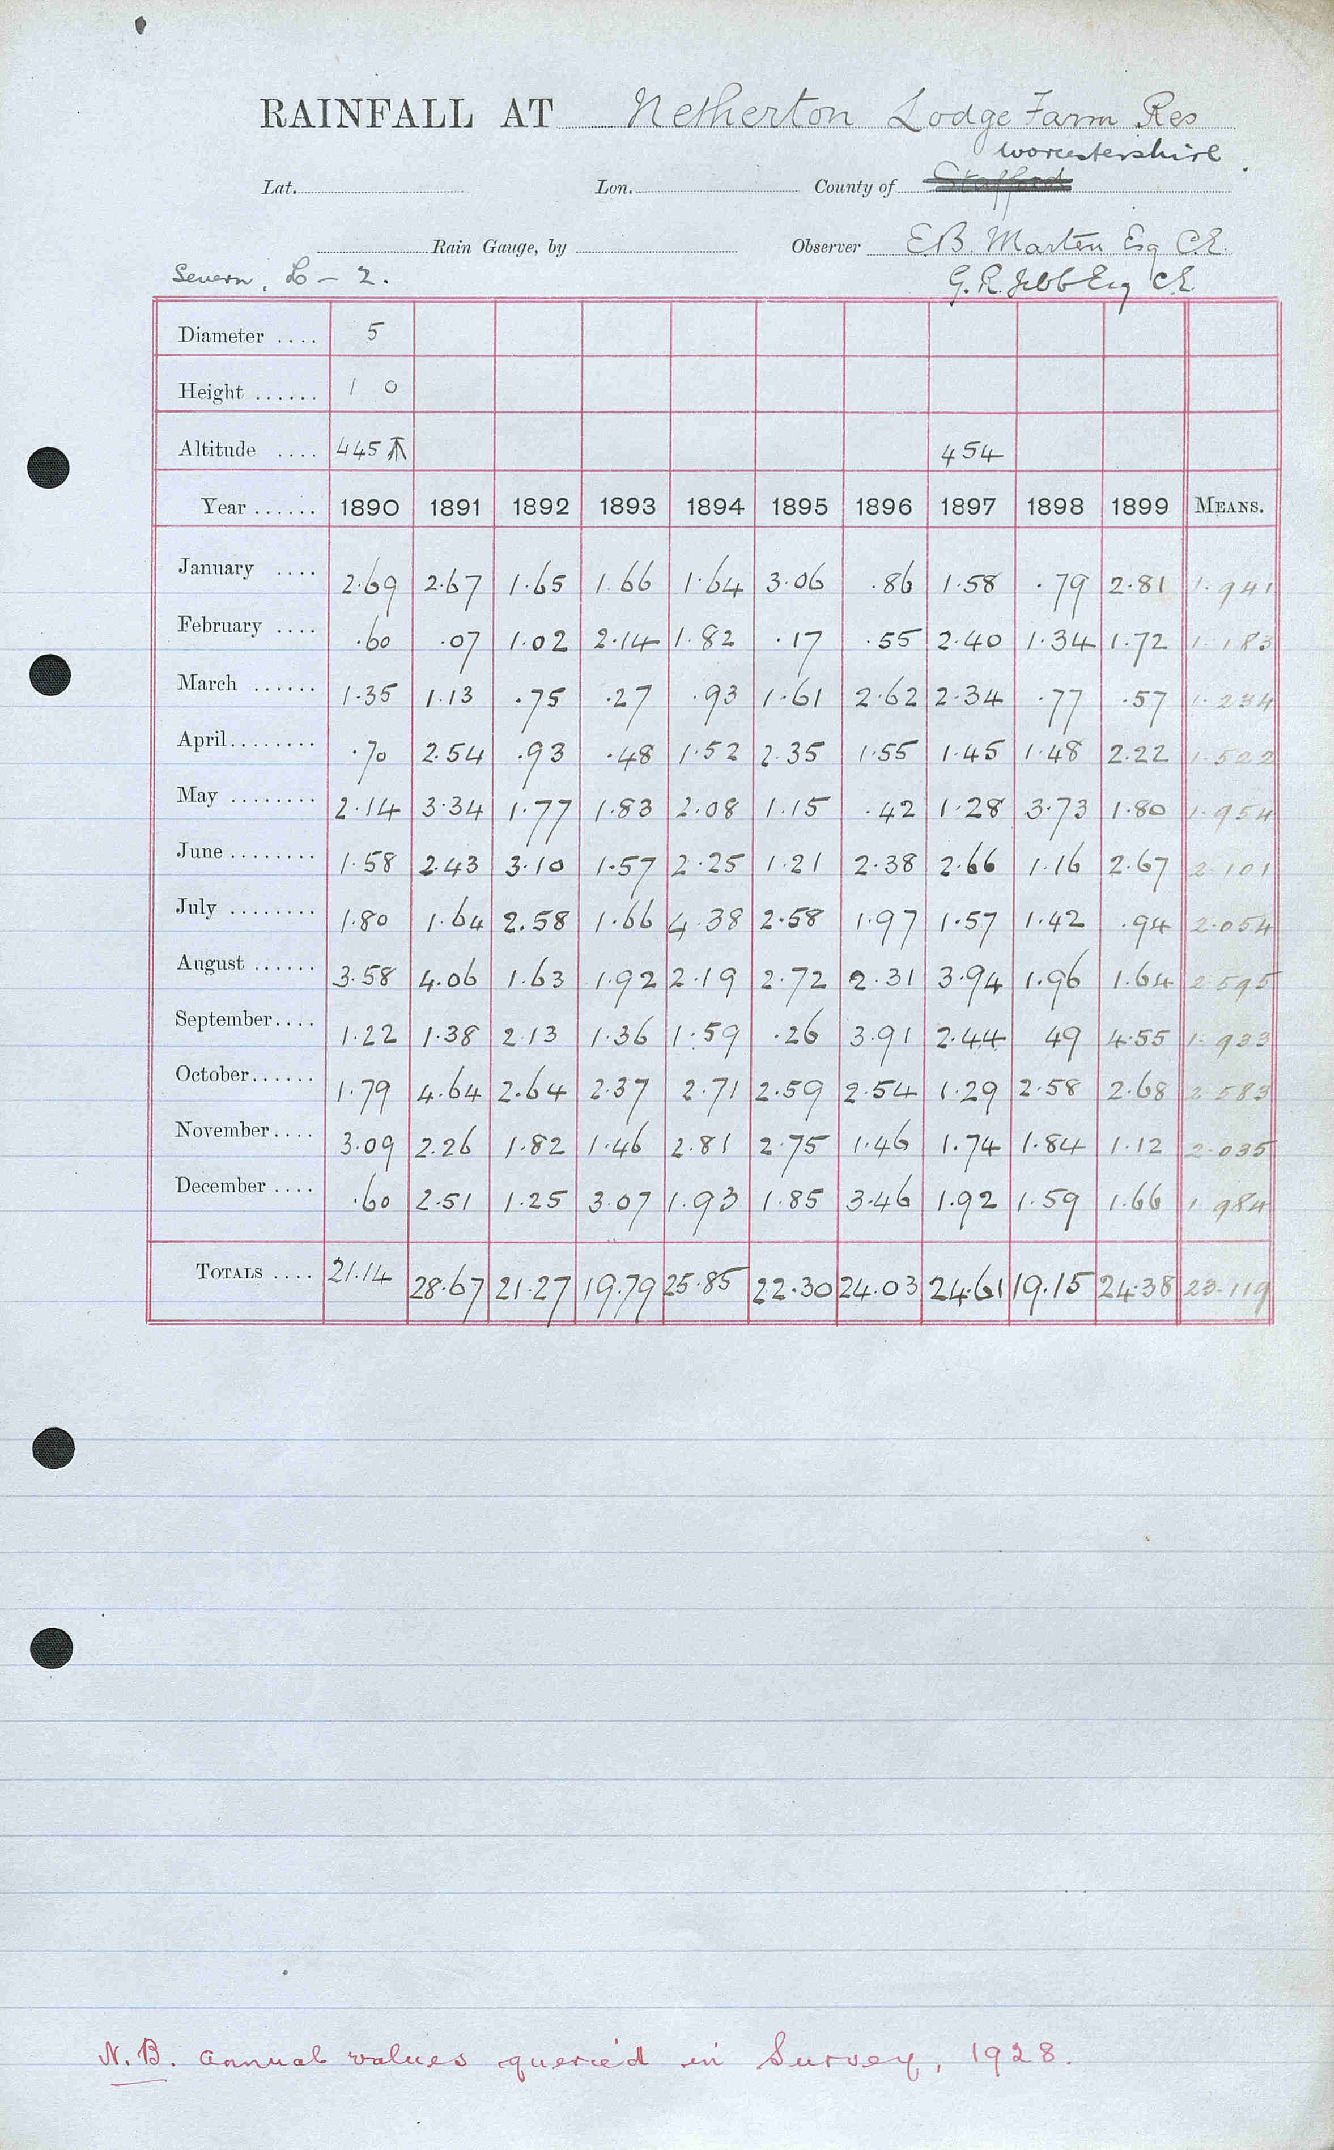 RAINFALL AT Netherton Lodge Farm Res
Worcestershire
Lat. Lon. County of Stafford
Rain Gauge, by Observer E.B. Marten Esq C.E.
Severn, L - 2. G. R. Jebb Esq C.E.
Diameter .... 5
Height ...... 1 0
Altitude .... 445 454
Year ...... 1890 1891 1892 1893 1894 1895 1896 1897 1898 1899 MEANS.
January .... 2.69 2.67 1.65 1.66 1.64 3.06 .86 1.58 .79 2.81 1.941
February .... .60 .07 1.02 2.14 1.82 .17 .55 2.40 1.34 1.72 1.183
March ...... 1.35 1.13 .75 .27 .93 1.61 2.62 2.34 .77 .57 1.234
April........ .70 2.54 .93 .48 1.52 2.35 1.55 1.45 1.48 2.22 1.522
May ........ 2.14 3.34 1.77 1.83 2.08 1.15 .42 1.28 3.73 1.80 1.954
June ........ 1.58 2.43 3.10 1.57 2.25 1.21 2.38 2.66 1.16 2.67 2.101
July ........ 1.80 1.64 2.58 1.66 4.38 2.58 1.97 1.57 1.42 .94 2.054
August ...... 3.58 4.06 1.63 1.92 2.19 2.72 2.31 3.94 1.96 1.64 2.595
September.... 1.22 1.38 2.13 1.36 1.59 .26 3.91 2.44 49 4.55 1.933
October...... 1.79 4.64 2.64 2.37 2.71 2.59 2.54 1.29 2.58 2.68 2.583
November.... 3.09 2.26 1.82 1.46 2.81 2.75 1.46 1.74 1.84 1.12 2.035
December .... .60 2.51 1.25 3.07 1.93 1.85 3.46 1.92 1.59 1.66 1.984
TOTALS .... 21.14 28.67 21.27 19.79 25.85 22.30 24.03 24.61 19.15 24.38 23.119
N.B. annual values queried in Survey, 1928.